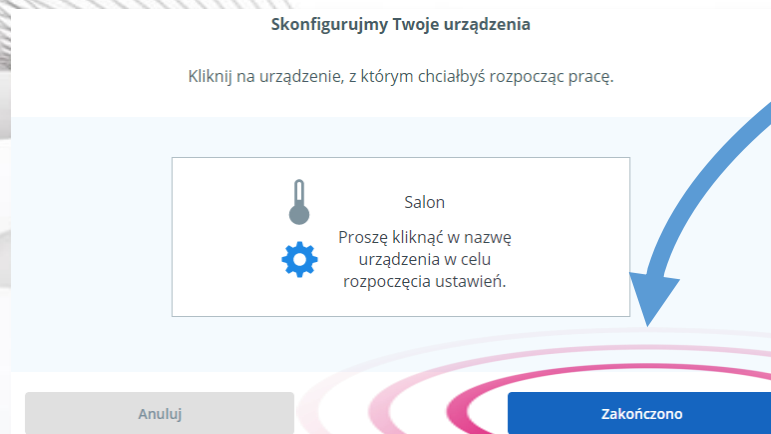 Skonfigurujmy Twoje urządzenia
Kliknij na urządzenie, z którym chciałbyś rozpocząc pracę.
Salon
Proszę kliknąć w nazwę
urządzenia w celu
rozpoczęcia ustawień.
Anuluj
Zakończono